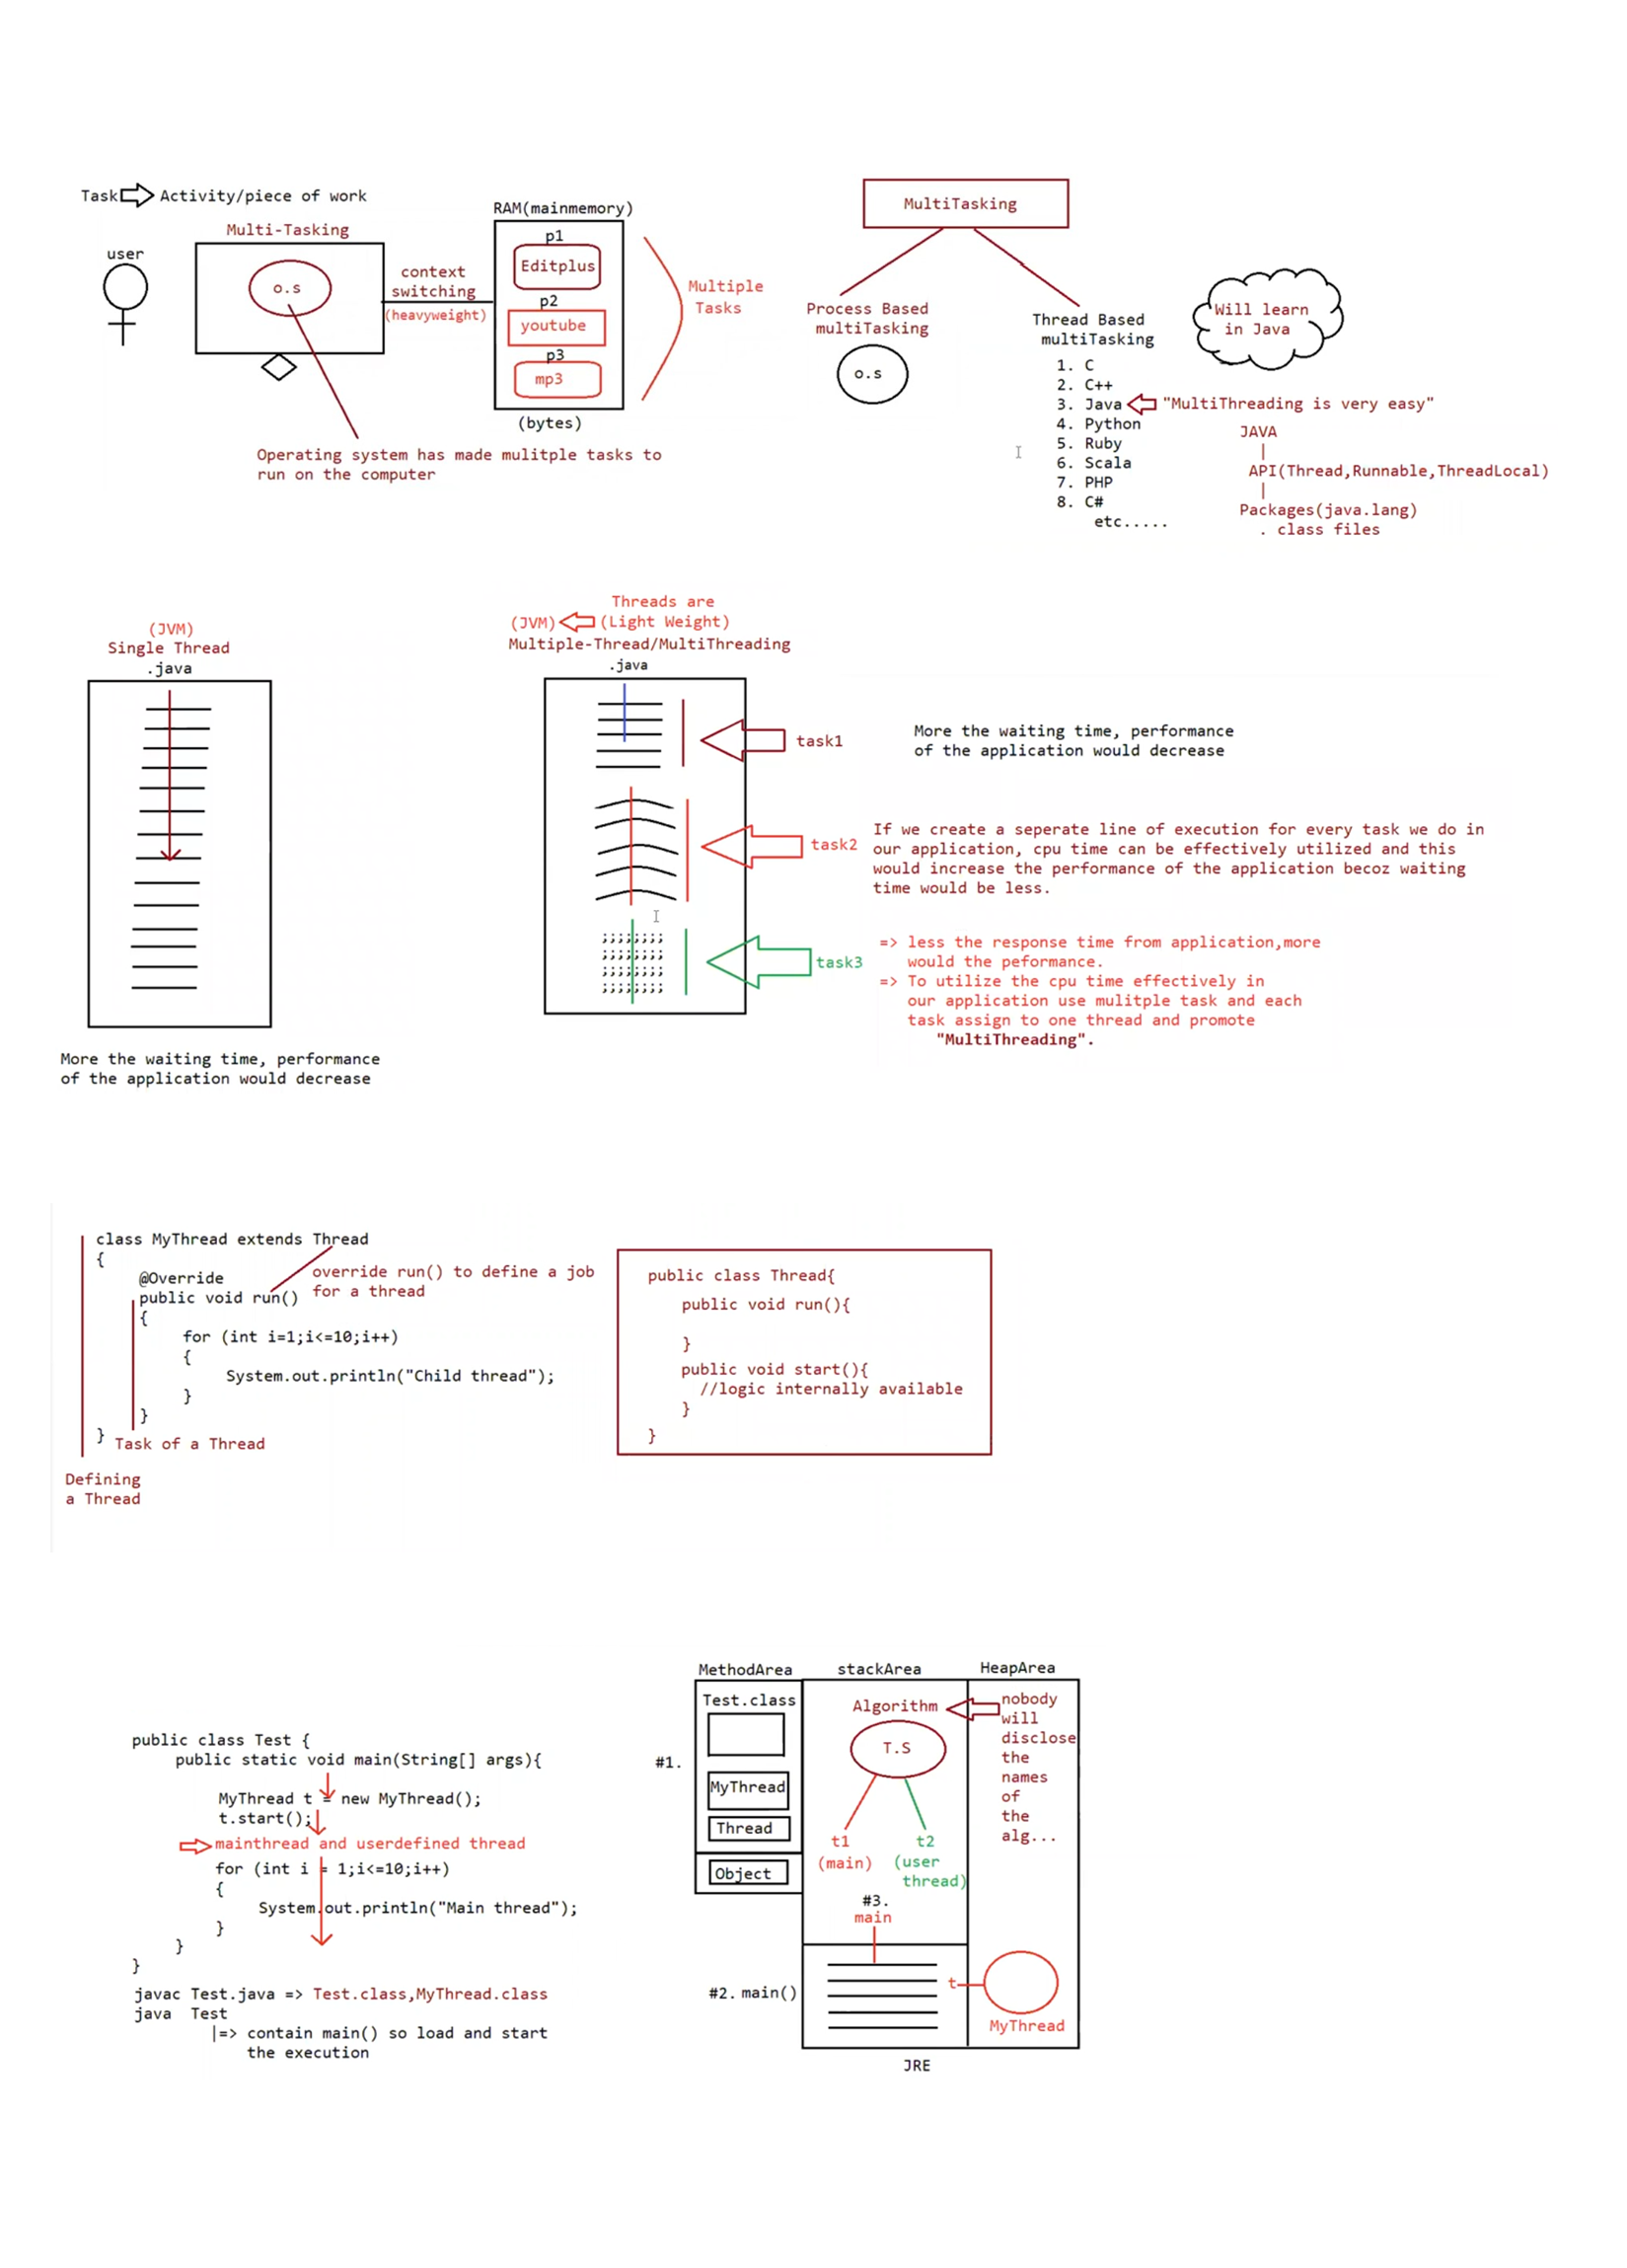 Task Activity/piece of work
Multi-Tasking
user
o.s
context
switching
(heavyweight)
RAM(mainmemory)
p1
Editplus
p2
youtube
p3
mp3
(bytes)
Multiple
Tasks
Operating system has made mulitple tasks to
run on the computer
MultiTasking
Process Based
multiTasking
o.s
Thread Based
multiTasking
1. C
2. C++
3. Java
4. Python
5. Ruby
6. Scala
7. PHP
8. C#
etc.....
Will learn
in Java
"MultiThreading is very easy"
JAVA
|
API(Thread,Runnable,ThreadLocal)
|
Packages(java.lang)
. class files
(JVM)
Single Thread
.java
More the waiting time, performance
of the application would decrease
Threads are
(JVM) (Light Weight)
Multiple-Thread/MultiThreading
.java
task1
task2
;;;;;;;;
;;;;;;;;
;;;;;;;;
;;;;;;;;
task3
More the waiting time, performance
of the application would decrease
If we create a seperate line of execution for every task we do in
our application, cpu time can be effectively utilized and this
would increase the performance of the application becoz waiting
time would be less.
=> less the response time from application,more
would the peformance.
=> To utilize the cpu time effectively in
our application use mulitple task and each
task assign to one thread and promote
"MultiThreading".
class MyThread extends Thread
{
@Override
public void run()
{
for (int i=1;i<=10;i++)
{
System.out.println("Child thread");
}
}
}
override run() to define a job
for a thread
Task of a Thread
Defining
a Thread
public class Thread{
public void run(){
}
public void start(){
//logic internally available
}
}
public class Test {
public static void main(String[] args){
MyThread t = new MyThread();
t.start();
mainthread and userdefined thread
for (int i = 1;i<=10;i++)
{
System.out.println("Main thread");
}
}
}
javac Test.java => Test.class,MyThread.class
java Test
|=> contain main() so load and start
the execution
MethodArea
stackArea
HeapArea
#1.
Test.class
MyThread
Thread
Object
Algorithm
T.S
t1
(main)
t2
(user
thread)
#3.
main
#2. main()
nobody
will
disclose
the
names
of
the
alg...
t
MyThread
JRE